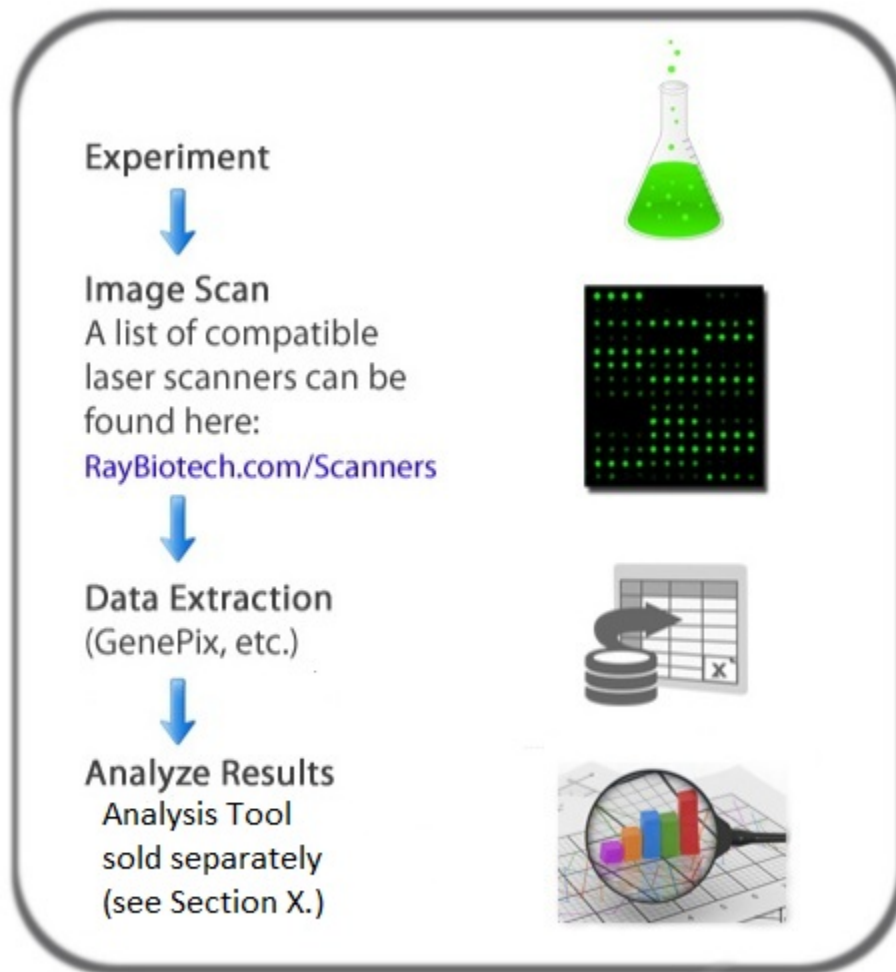 Experiment
Image Scan
A list of compatible
laser scanners can be
found here:
RayBiotech.com/Scanners
Data Extraction
(GenePix, etc.)
X
Analyze Results
Analysis Tool
sold separately
(see Section X.)